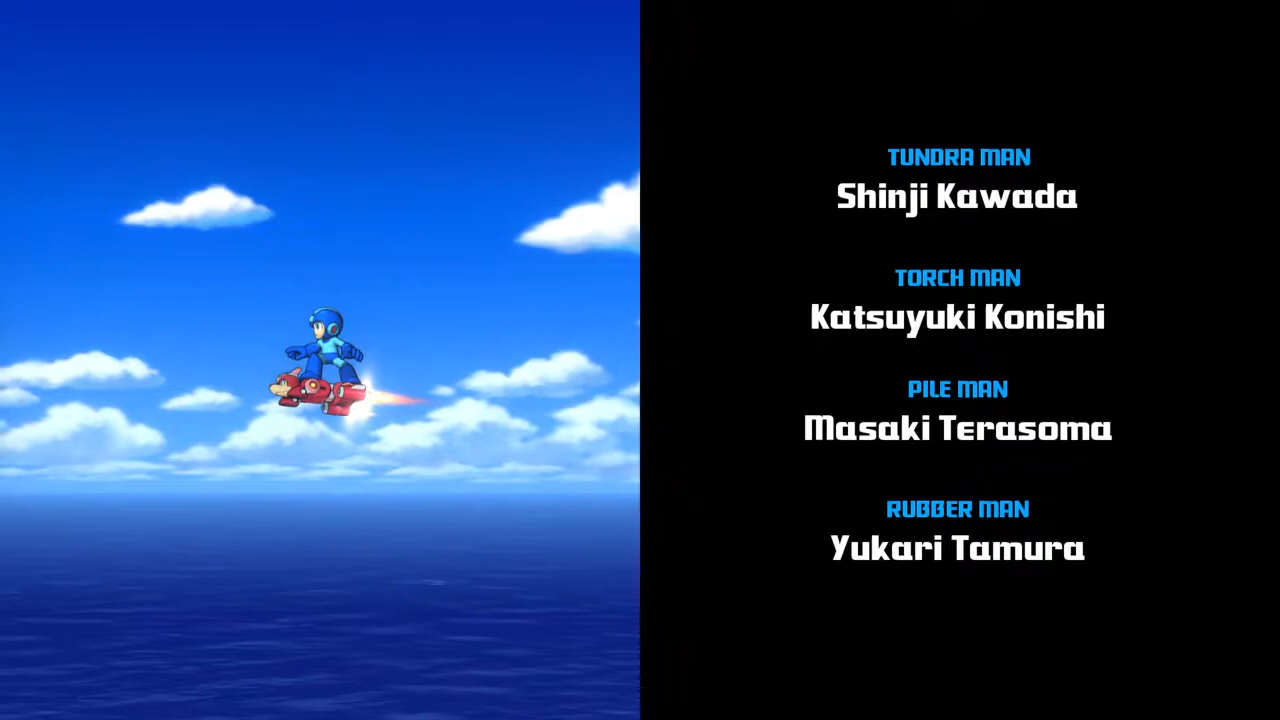 TUNDRA MAN
Shinji Kawada
TORCH MAN
Katsuyuki Konishi
PILE MAN
Masaki Terasoma
RUBBER MAN
Yukari Tamura